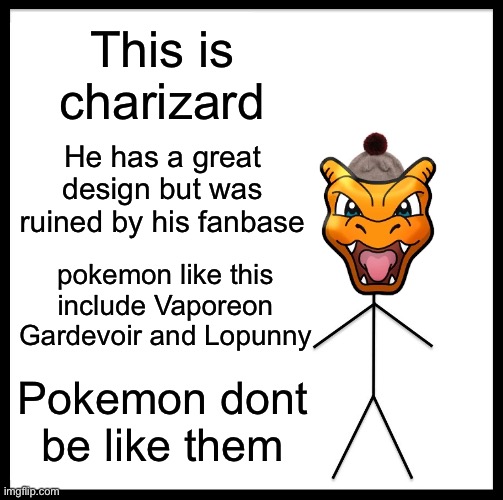 This is
charizard
He has a great
design but was
ruined by his fanbase
pokemon like this
include Vaporeon
Gardevoir and Lopunny
Pokemon dont
be like them
imgflip.com